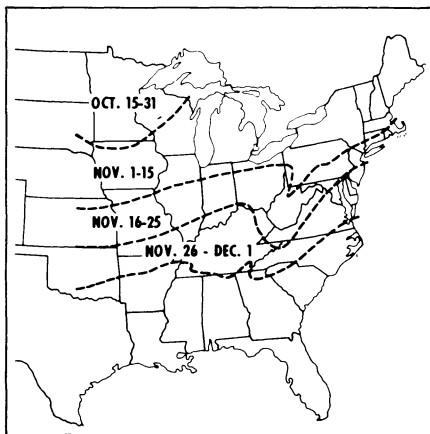 OCT. 15-31
NOV. 1-15
NOV. 16-25
NOV. 26 - DEC. 1